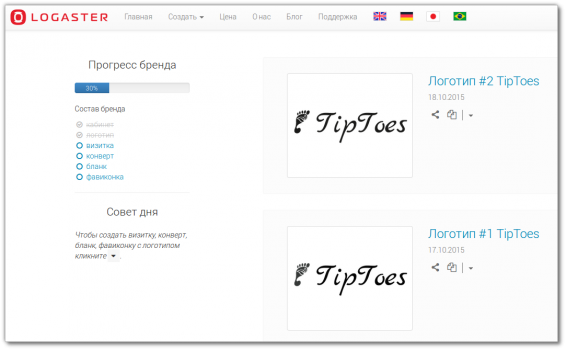 LOGASTER Главная Создать Цена О нас Блог Поддержка
Прогресс бренда
30%
Состав бренда
кабинет
логотип
визитка
конверт
бланк
фавиконка
Совет дня
Чтобы создать визитку, конверт,
бланк, фавиконку с логотипом
кликните .
TipToes
Логотип #2 TipToes
18.10.2015
TipToes
Логотип #1 TipToes
17.10.2015